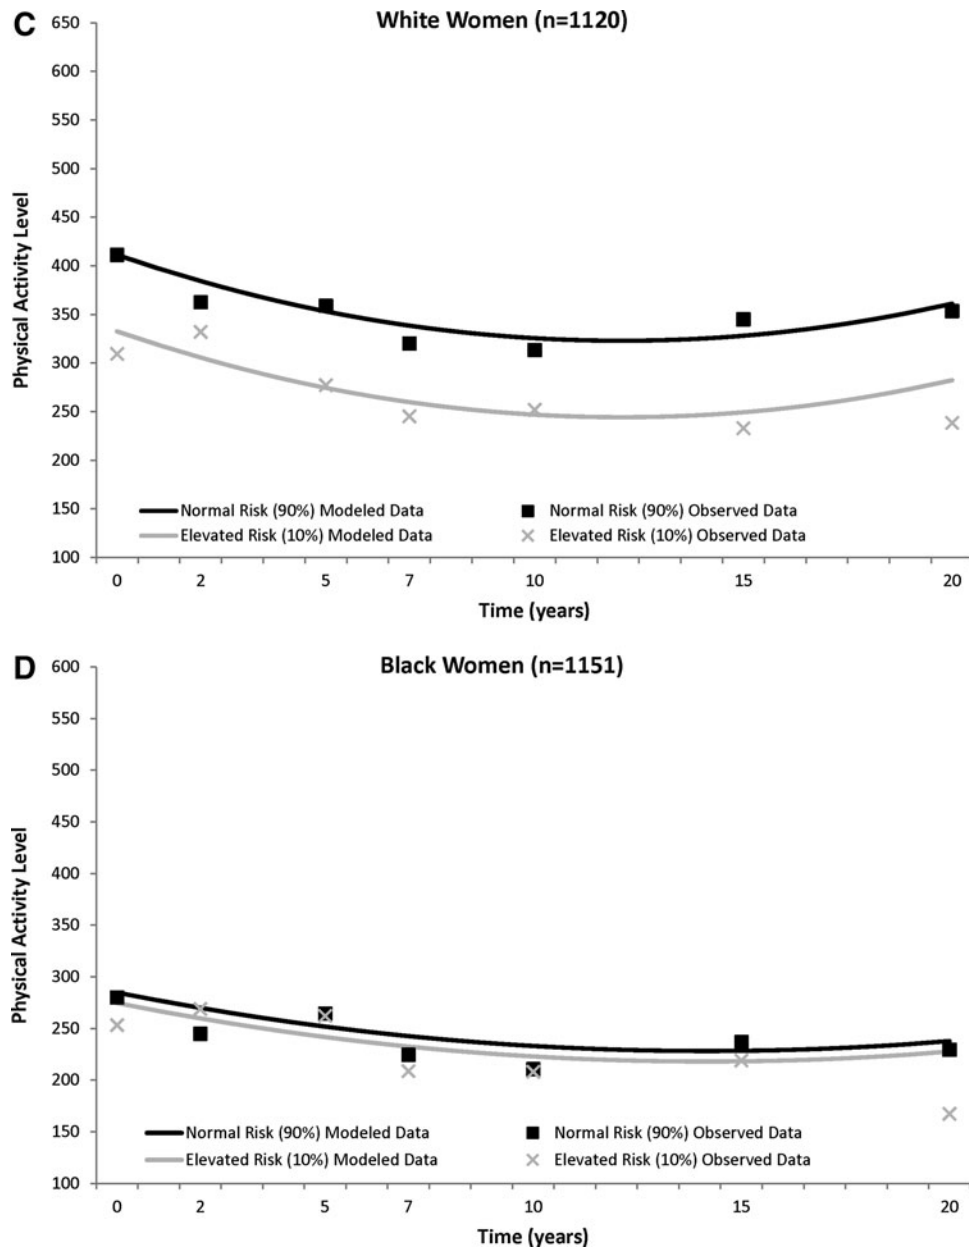 C
White Women (n=1120)
650
600
550
500
450
400
350
300
250
200
150
100
Physical Activity Level
Normal Risk (90%) Modeled Data
Normal Risk (90%) Observed Data
Elevated Risk (10%) Modeled Data
Elevated Risk (10%) Observed Data
0 2 5 7 10 15 20
Time (years)
D
Black Women (n=1151)
600
550
500
450
400
350
300
250
200
150
100
Physical Activity Level
Normal Risk (90%) Modeled Data
Normal Risk (90%) Observed Data
Elevated Risk (10%) Modeled Data
Elevated Risk (10%) Observed Data
0 2 5 7 10 15 20
Time (years)